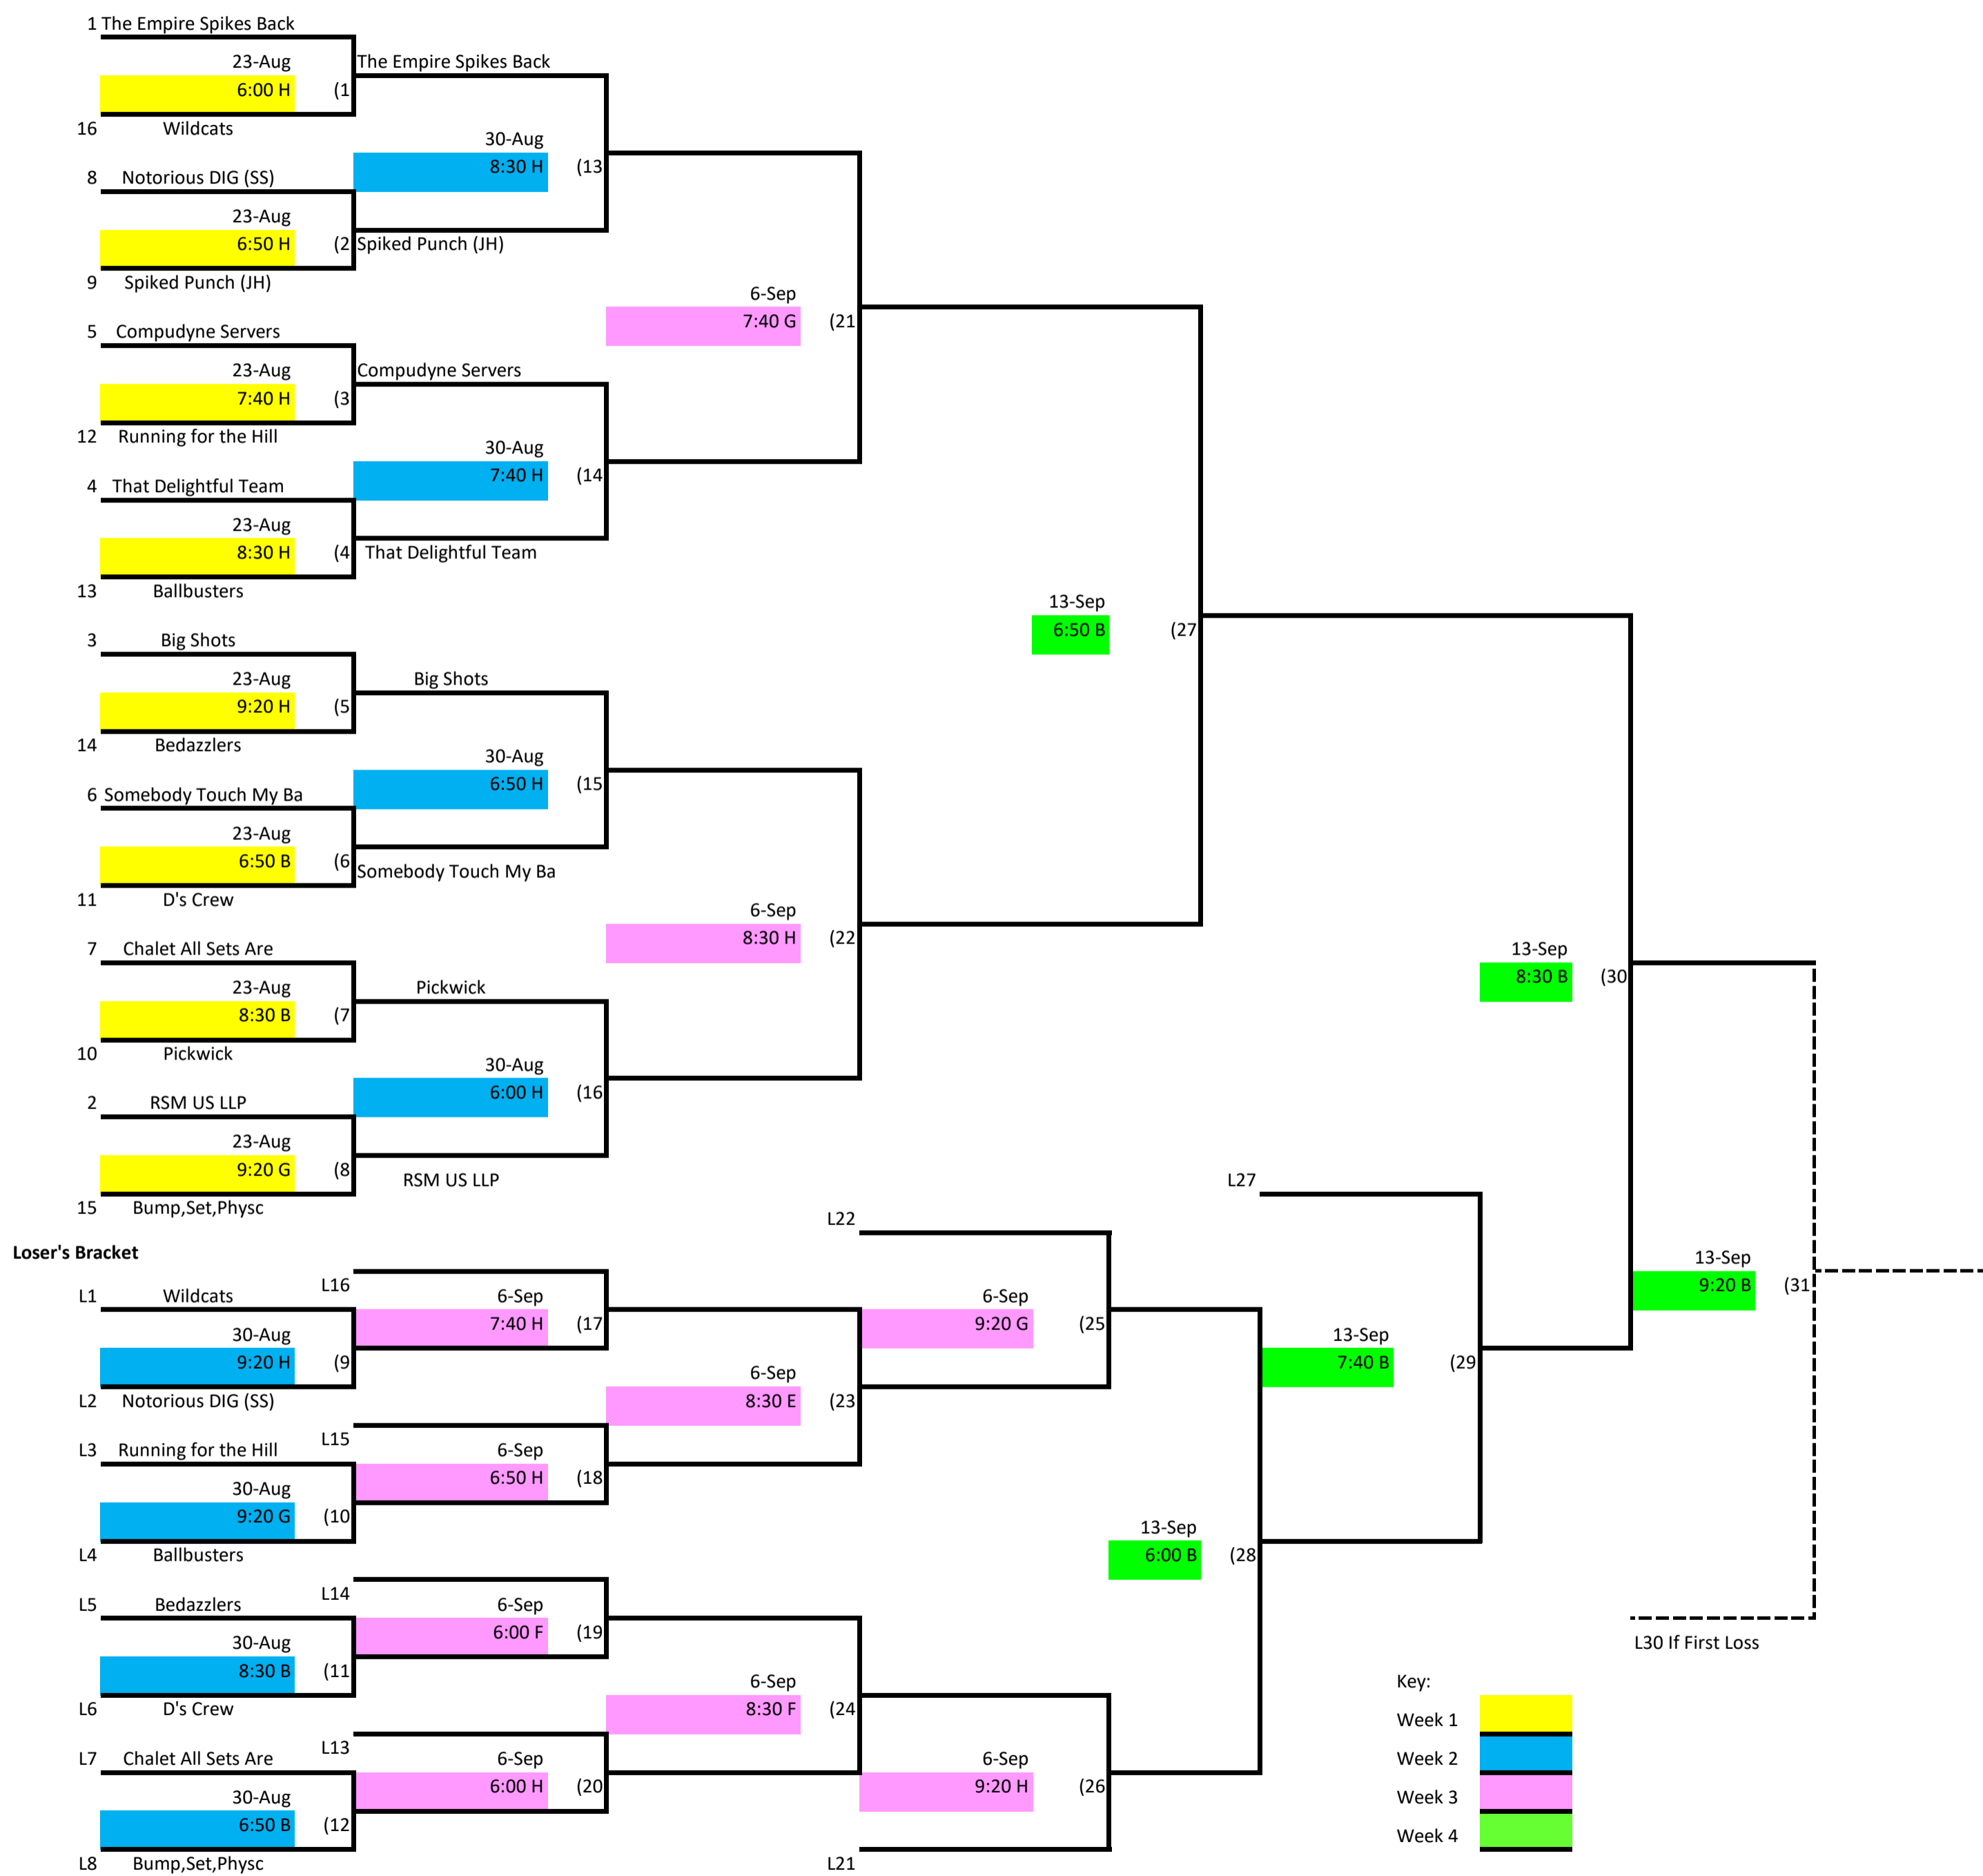 1 The Empire Spikes Back
23-Aug
The Empire Spikes Back
6:00 H (1
16 Wildcats
30-Aug
8:30 H (13
8 Notorious DIG (SS)
23-Aug
6:50 H (2
Spiked Punch (JH)
9 Spiked Punch (JH)
6-Sep
7:40 G (21
5 Compudyne Servers
23-Aug
Compudyne Servers
7:40 H (3
12 Running for the Hill
30-Aug
7:40 H (14
4 That Delightful Team
23-Aug
8:30 H (4
That Delightful Team
13 Ballbusters
13-Sep
6:50 B (27
3 Big Shots
23-Aug
Big Shots
9:20 H (5
14 Bedazzlers
30-Aug
6:50 H (15
6 Somebody Touch My Ba
23-Aug
6:50 B (6
Somebody Touch My Ba
11 D's Crew
6-Sep
8:30 H (22
7 Chalet All Sets Are
13-Sep
8:30 B (30
23-Aug
Pickwick
8:30 B (7
10 Pickwick
30-Aug
6:00 H (16
2 RSM US LLP
23-Aug
9:20 G (8
RSM US LLP
L27
15 Bump,Set,Physc
L22
Loser's Bracket
13-Sep
9:20 B (31
L16
L1 Wildcats
6-Sep
7:40 H (17
6-Sep
9:20 G (25
30-Aug
9:20 H (9
13-Sep
7:40 B (29
L2 Notorious DIG (SS)
6-Sep
8:30 E (23
L15
L3 Running for the Hill
6-Sep
6:50 H (18
30-Aug
9:20 G (10
L4 Ballbusters
13-Sep
6:00 B (28
L14
L5 Bedazzlers
6-Sep
6:00 F (19
30-Aug
8:30 B (11
L30 If First Loss
L6 D's Crew
6-Sep
8:30 F (24
L13
L7 Chalet All Sets Are
6-Sep
6:00 H (20
6-Sep
9:20 H (26
30-Aug
6:50 B (12
L8 Bump,Set,Physc
L21
Key:
Week 1
Week 2
Week 3
Week 4